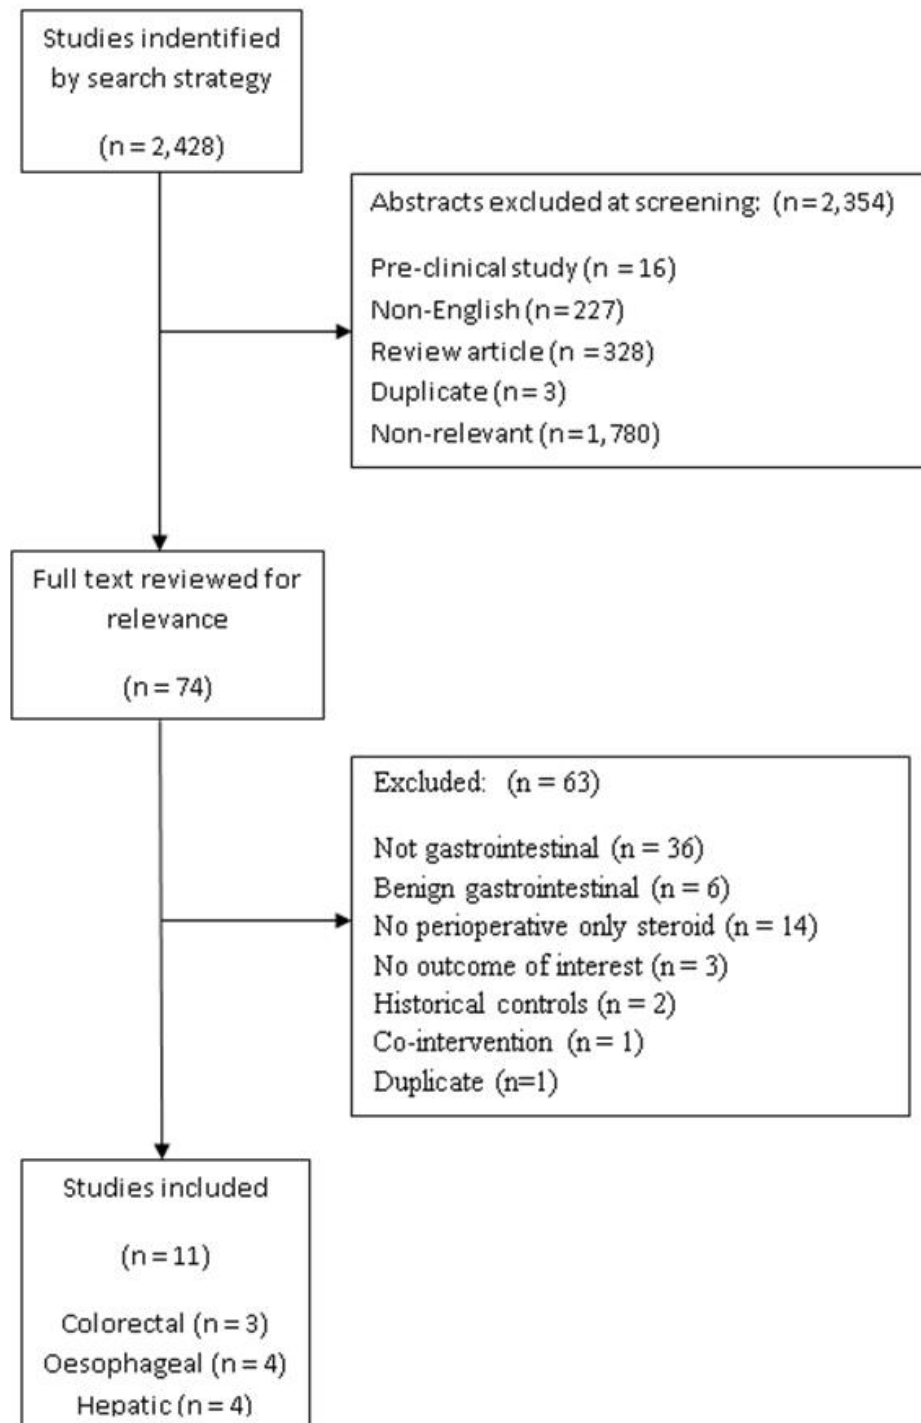 Studies indentified
by search strategy
(n = 2,428)
Abstracts excluded at screening: (n=2,354)
Pre-clinical study (n = 16)
Non-English (n=227)
Review article (n =328)
Duplicate (n= 3)
Non-relevant (n=1,780)
Full text reviewed for
relevance
(n = 74)
Excluded: (n = 63)
Not gastrointestinal (n = 36)
Benign gastrointestinal (n = 6)
No perioperative only steroid (n = 14)
No outcome of interest (n = 3)
Historical controls (n = 2)
Co-intervention (n = 1)
Duplicate (n=1)
Studies included
(n = 11)
Colorectal (n = 3)
Oesophageal (n = 4)
Hepatic (n = 4)